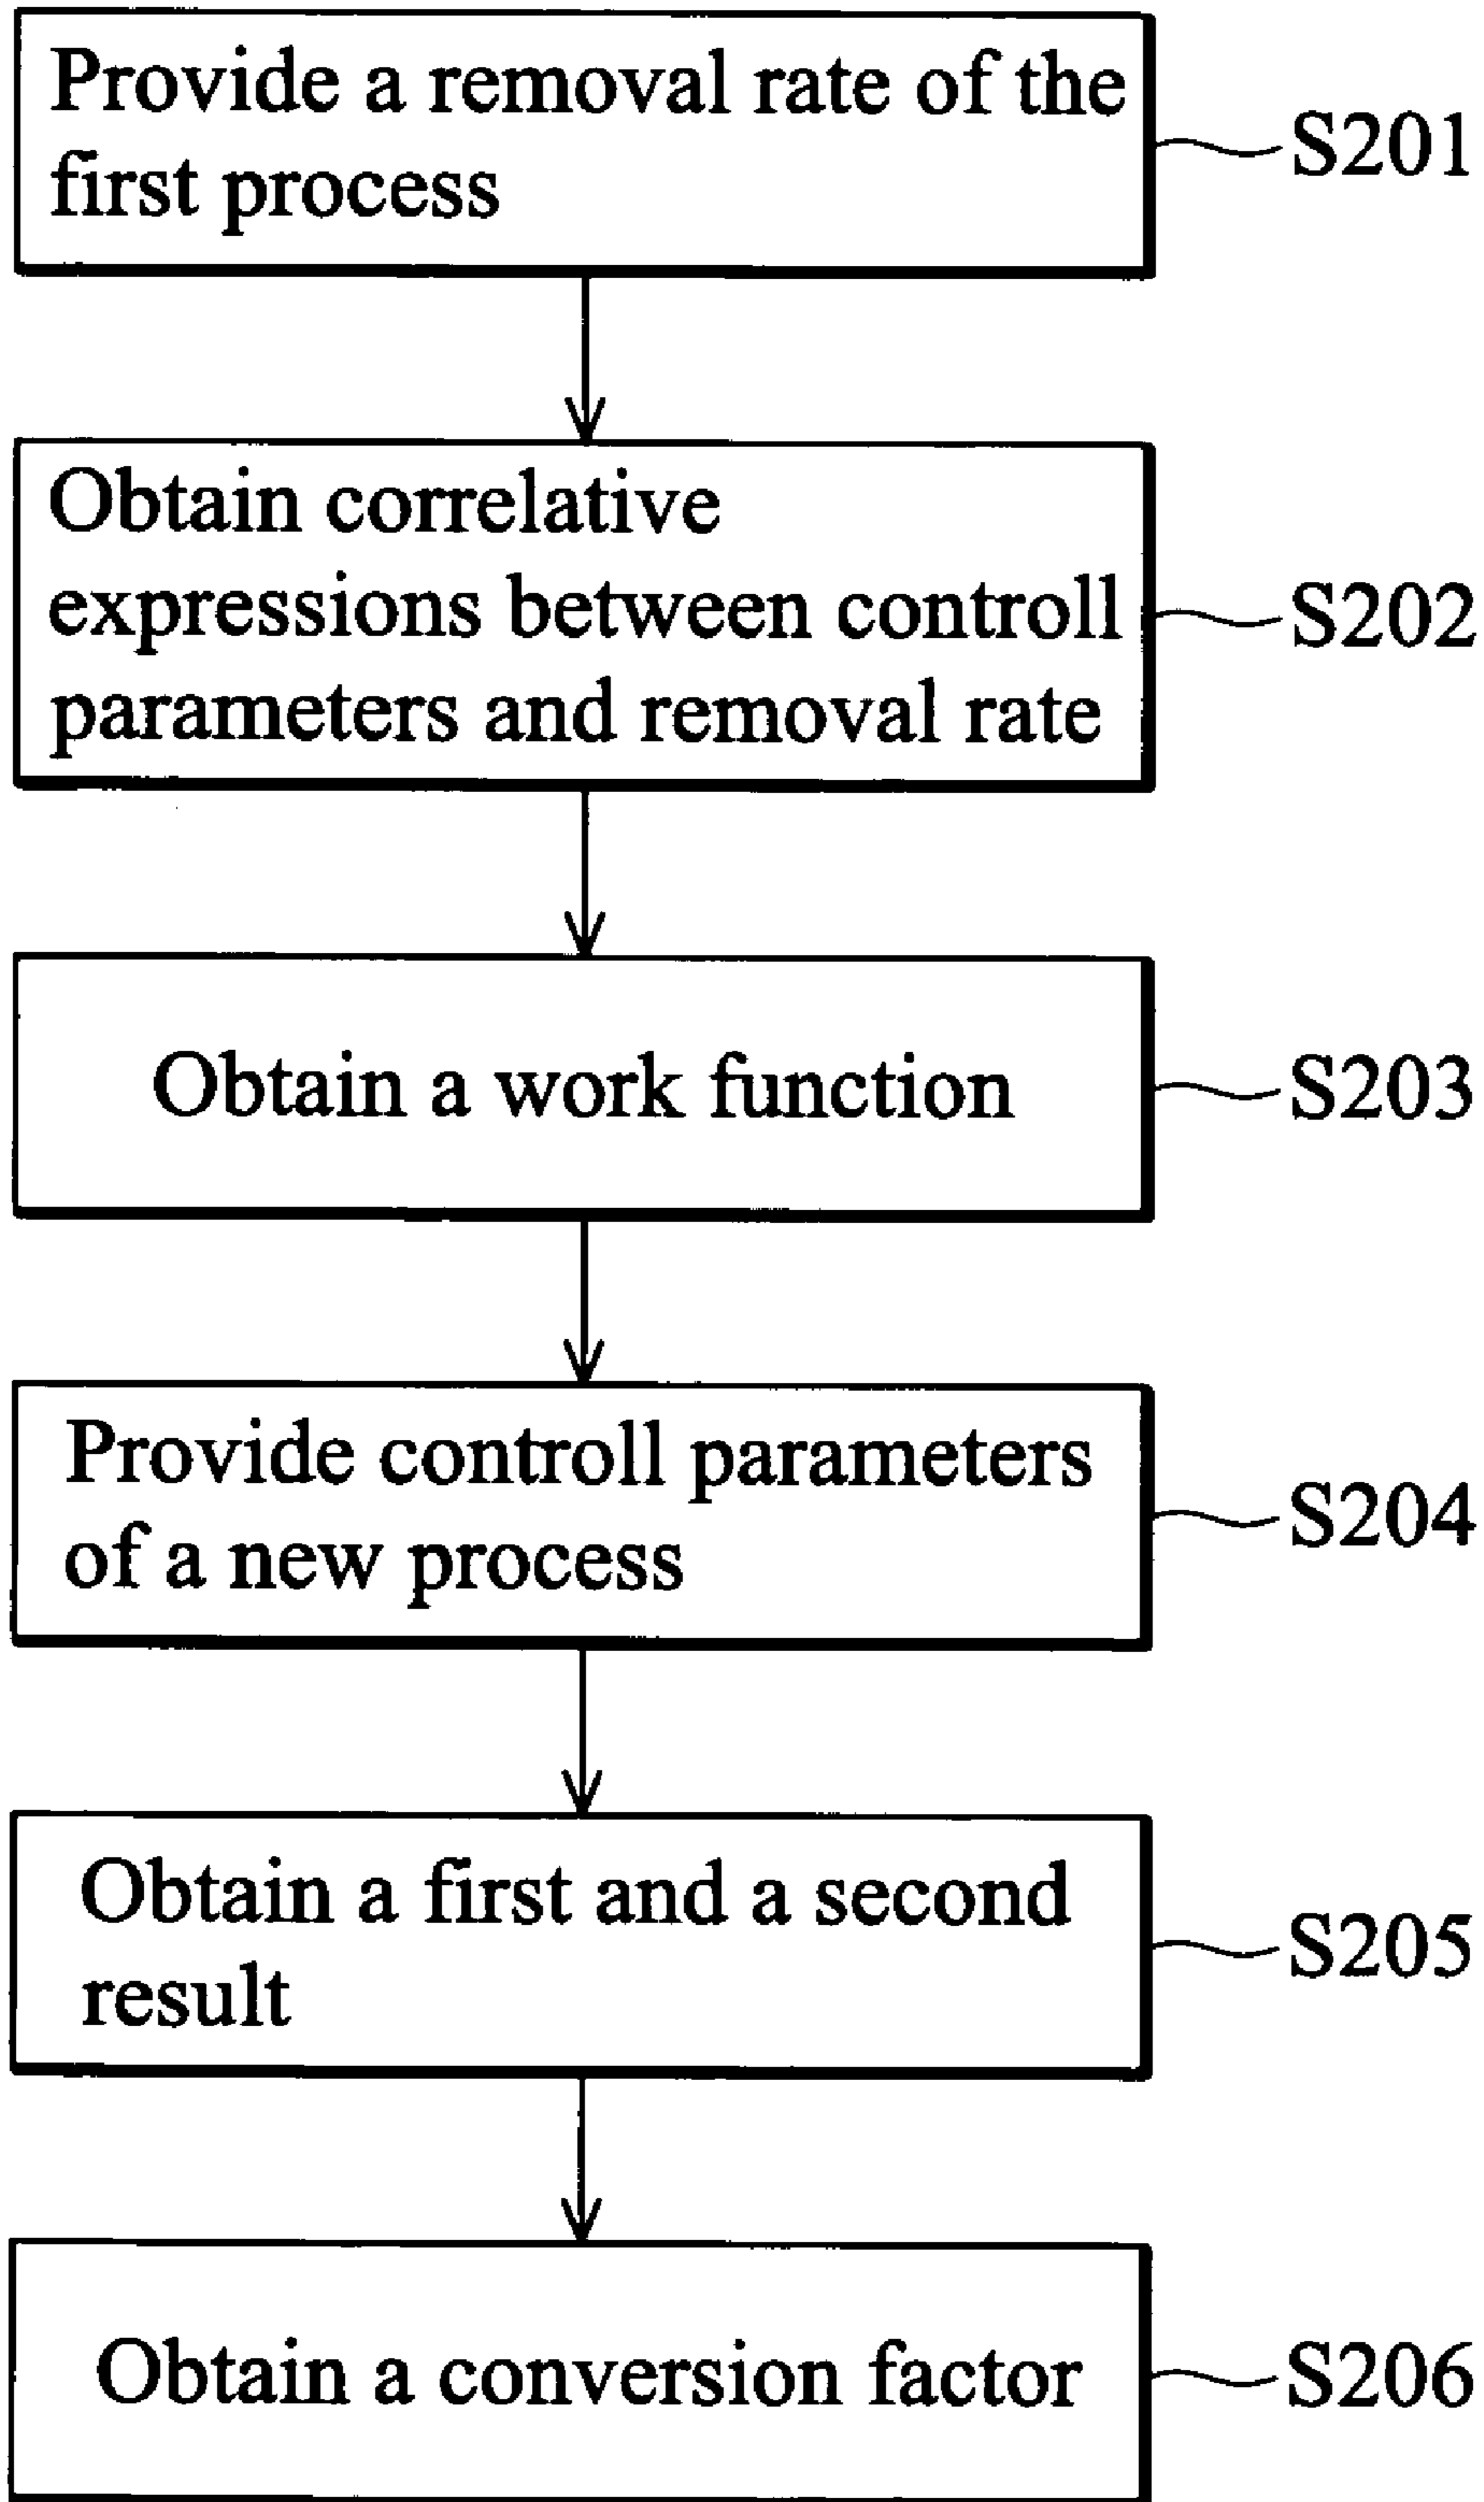 Provide a removal rate of the
first process
S201
Obtain correlative
expressions between controll
parameters and removal rate
S202
Obtain a work function
S203
Provide controll parameters
of a new process
S204
Obtain a first and a second
result
S205
Obtain a conversion factor
S206